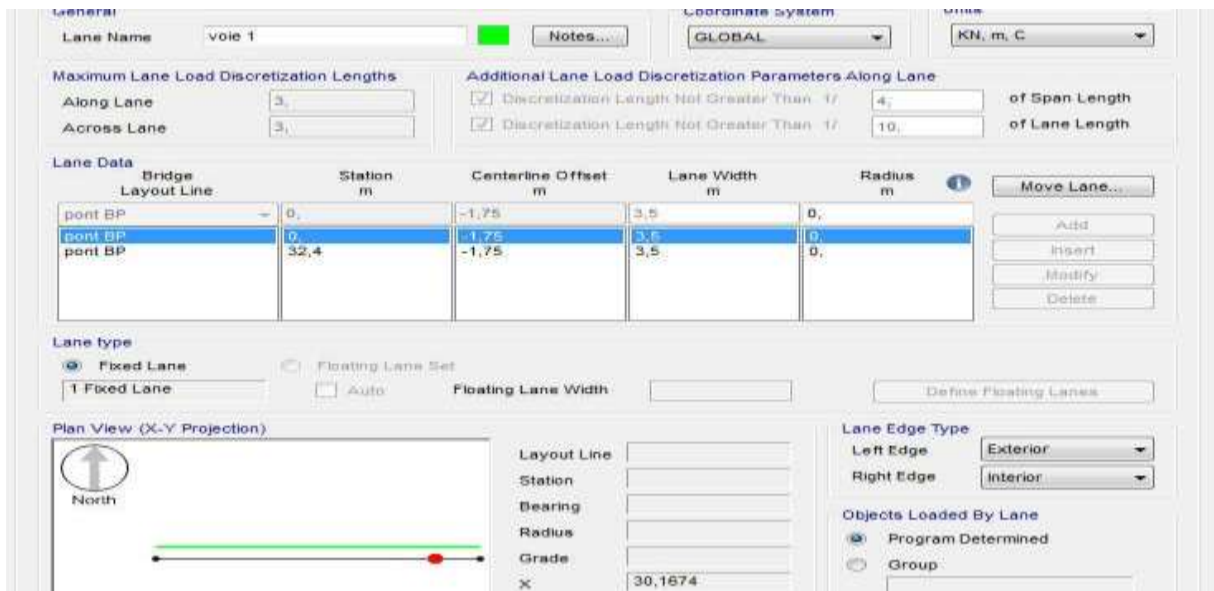 General Coordinate System Units
Lane Name voie 1 Notes... GLOBAL KN, m, C
Maximum Lane Load Discretization Lengths Additional Lane Load Discretization Parameters Along Lane
Along Lane 3, Discretization Length Not Greater Than 1/ 4, of Span Length
Across Lane 3, Discretization Length Not Greater Than 1/ 10, of Lane Length
Lane Data
Bridge Station Centerline Offset Lane Width Radius
Layout Line m m m m Move Lane...
pont BP 0, -1,75 3,5 0,
Add
pont BP 0, -1,75 3,5 0,
pont BP 32,4 -1,75 3,5 0, Insert
Modify
Delete
Lane type
Fixed Lane Floating Lane Set
1 Fixed Lane Auto Floating Lane Width Define Floating Lanes
Plan View (X-Y Projection) Lane Edge Type
Layout Line Left Edge Exterior
Station Right Edge Interior
North
Bearing
Objects Loaded By Lane
Radius Program Determined
Grade Group
X 30,1674